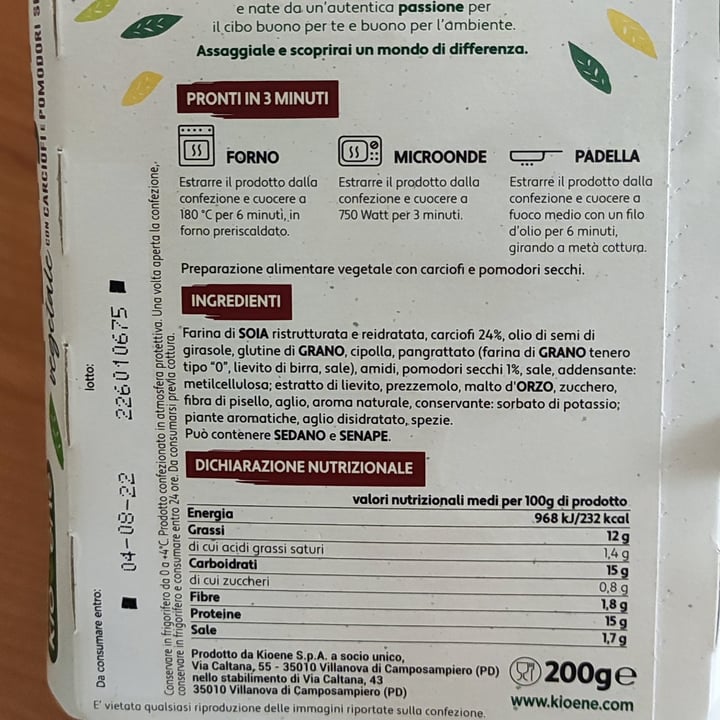 e nate da un'autentica passione per
il cibo buono per te e buono per l'ambiente.
Assaggiale e scoprirai un mondo di differenza.
PRONTI IN 3 MINUTI
FORNO
Estrarre il prodotto dalla
confezione e cuocere a
180 °C per 6 minuti, in
forno preriscaldato.
MICROONDE
Estrarre il prodotto dalla
confezione e cuocere a
750 Watt per 3 minuti.
PADELLA
Estrarre il prodotto dalla
confezione e cuocere a
fuoco medio con un filo
d'olio per 6 minuti,
girando a metà cottura.
Preparazione alimentare vegetale con carciofi e pomodori secchi.
INGREDIENTI
Farina di SOIA ristrutturata e reidratata, carciofi 24%, olio di semi di
girasole, glutine di GRANO, cipolla, pangrattato (farina di GRANO tenero
tipo "0", lievito di birra, sale), amidi, pomodori secchi 1%, sale, addensante:
metilcellulosa; estratto di lievito, prezzemolo, malto d'ORZO, zucchero,
fibra di pisello, aglio, aroma naturale, conservante: sorbato di potassio;
piante aromatiche, aglio disidratato, spezie.
Può contenere SEDANO e SENAPE.
DICHIARAZIONE NUTRIZIONALE
valori nutrizionali medi per 100g di prodotto
Energia 968 kJ/232 kcal
Grassi 12 g
di cui acidi grassi saturi 1,4 g
Carboidrati 15 g
di cui zuccheri 0,8 g
Fibre 1,8 g
Proteine 15 g
Sale 1,7 g
Prodotto da Kioene S.p.A. a socio unico,
Via Caltana, 55 - 35010 Villanova di Camposampiero (PD)
nello stabilimento di Via Caltana, 43
35010 Villanova di Camposampiero (PD)
200g e
www.kioene.com
E' vietata qualsiasi riproduzione delle immagini riportate sulla confezione.
Conservare in frigorifero da 0 a +4°C. Prodotto confezionato in atmosfera protettiva. Una volta aperta la confezione,
conservare in frigorifero e consumare entro 24 ore. Da consumarsi previa cottura.
Da consumare entro: lotto:
04-08-22 226010675
vegetale CON CARCIOFI E POMODORI